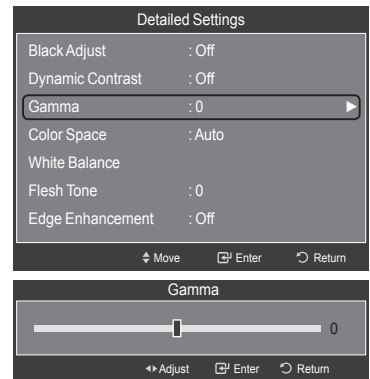 Detailed Settings
Black Adjust : Off
Dynamic Contrast : Off
Gamma : 0
Color Space : Auto
White Balance
Flesh Tone : 0
Edge Enhancement : Off
Move Enter Return
Gamma
0
Adjust Enter Return